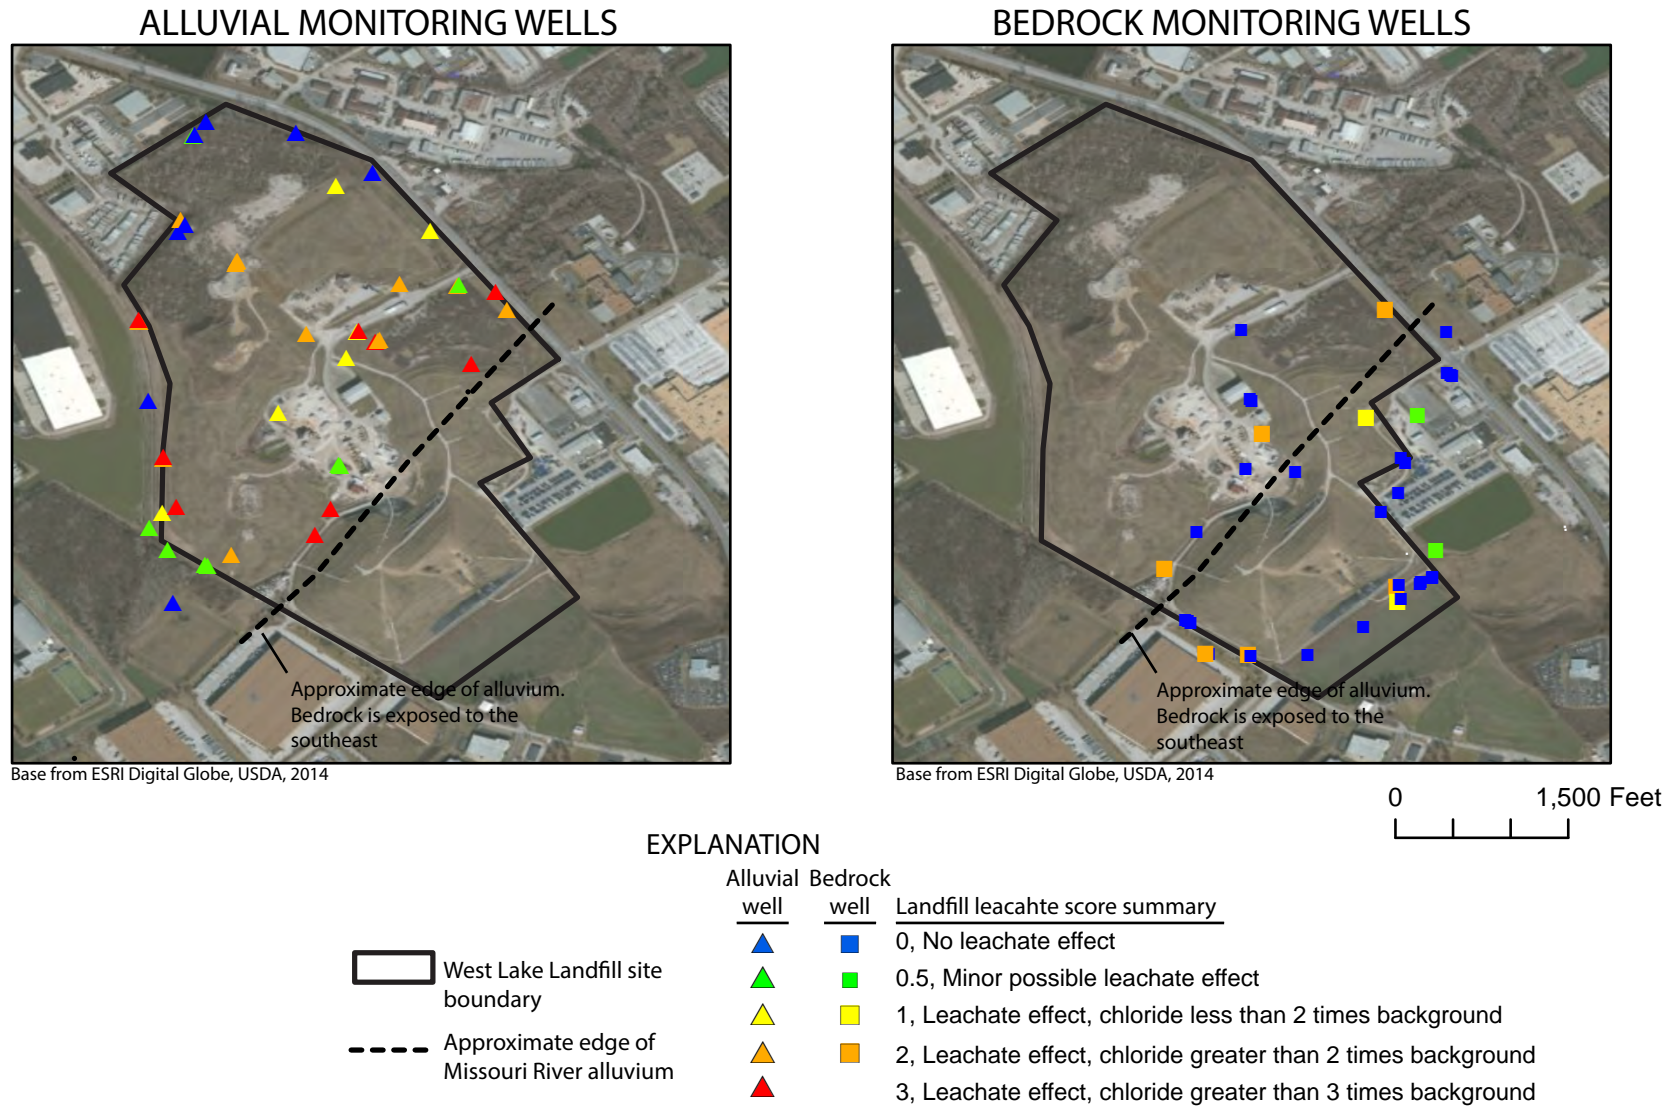 ALLUVIAL MONITORING WELLS
BEDROCK MONITORING WELLS
Approximate edge of alluvium.
Bedrock is exposed to the
southeast
Approximate edge of alluvium.
Bedrock is exposed to the
southeast
Base from ESRI Digital Globe, USDA, 2014
Base from ESRI Digital Globe, USDA, 2014
0 1,500 Feet
EXPLANATION
Alluvial Bedrock
well well Landfill leacahte score summary
0, No leachate effect
0.5, Minor possible leachate effect
1, Leachate effect, chloride less than 2 times background
2, Leachate effect, chloride greater than 2 times background
3, Leachate effect, chloride greater than 3 times background
West Lake Landfill site
boundary
Approximate edge of
Missouri River alluvium